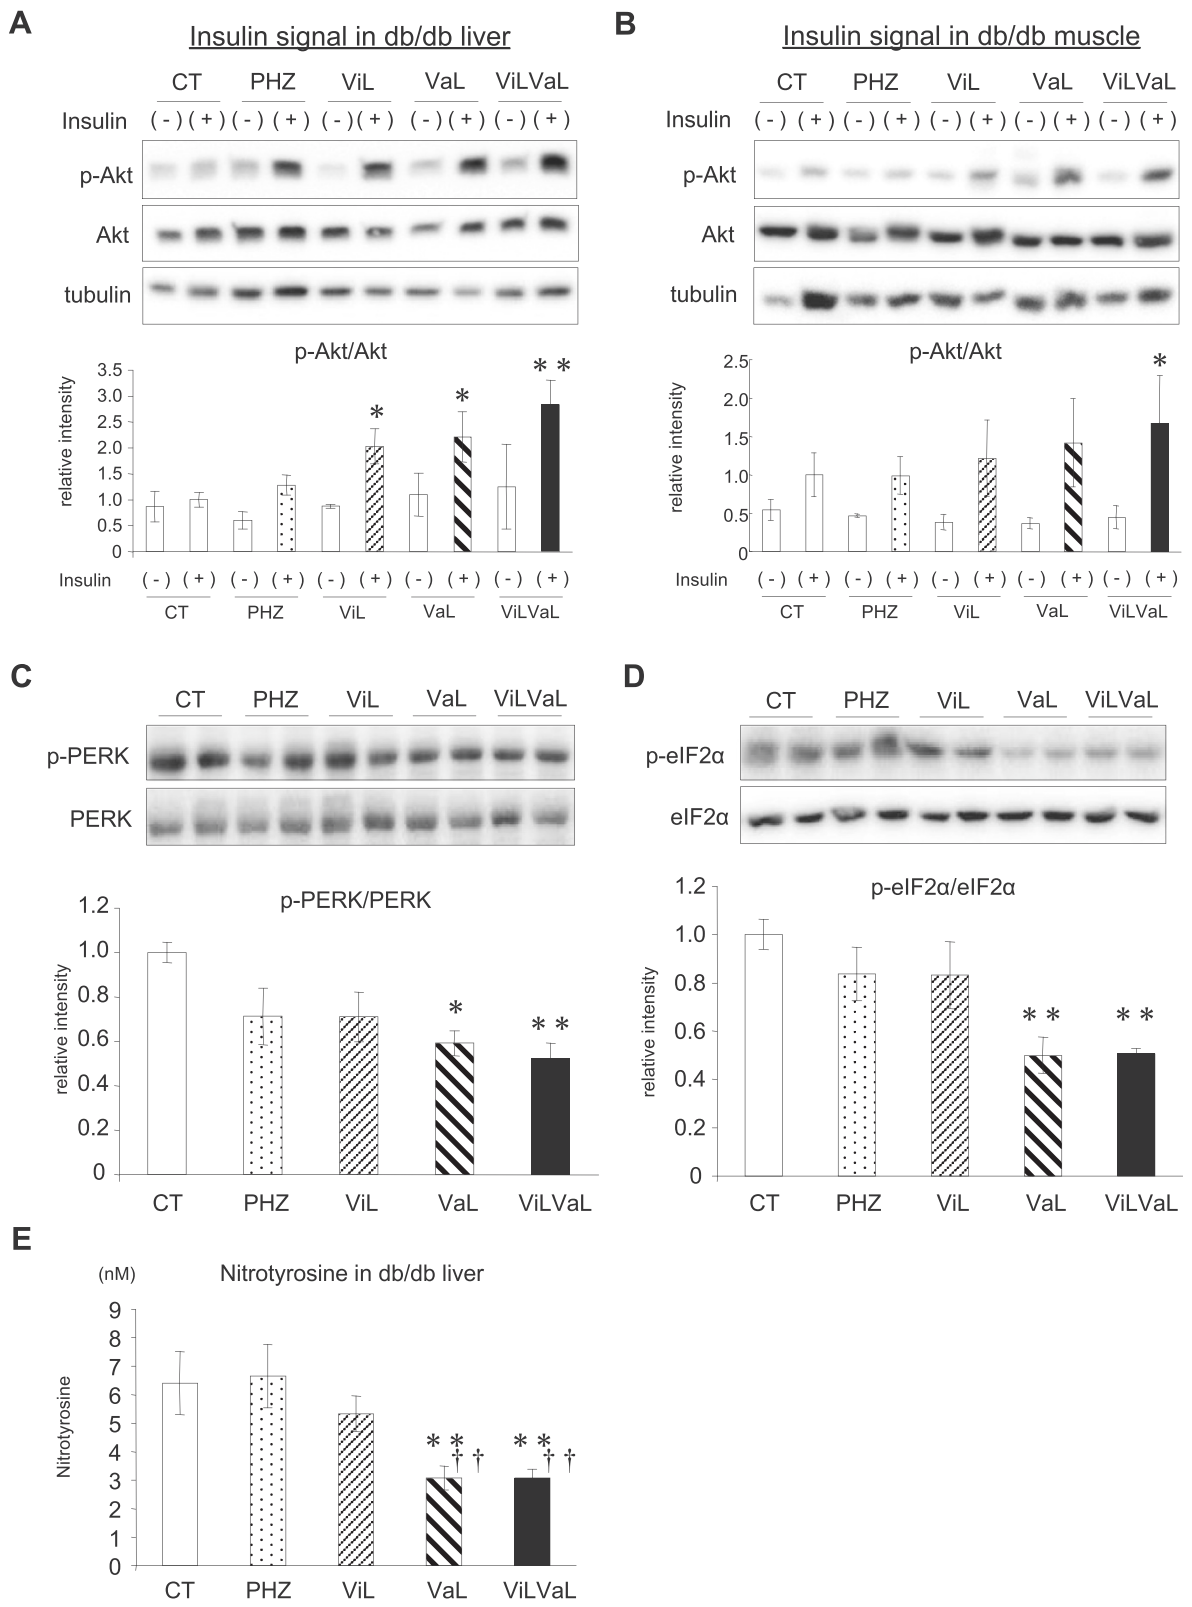 A
Insulin signal in db/db liver
CT PHZ ViL VaL ViLVaL
Insulin (-) (+) (-) (+) (-) (+) (-) (+) (-) (+)
p-Akt
Akt
tubulin
p-Akt/Akt
relative intensity
3.5
3.0
2.5
2.0
1.5
1.0
0.5
0
* * * *
Insulin (-) (+) (-) (+) (-) (+) (-) (+) (-) (+)
CT PHZ ViL VaL ViLVaL
B
Insulin signal in db/db muscle
CT PHZ ViL VaL ViLVaL
Insulin (-) (+) (-) (+) (-) (+) (-) (+) (-) (+)
p-Akt
Akt
tubulin
p-Akt/Akt
relative intensity
2.5
2.0
1.5
1.0
0.5
0
*
Insulin (-) (+) (-) (+) (-) (+) (-) (+) (-) (+)
CT PHZ ViL VaL ViLVaL
C
CT PHZ ViL VaL ViLVaL
p-PERK
PERK
p-PERK/PERK
relative intensity
1.2
1.0
0.8
0.6
0.4
0.2
0
* * *
CT PHZ ViL VaL ViLVaL
D
CT PHZ ViL VaL ViLVaL
p-eIF2α
eIF2α
p-eIF2α/eIF2α
relative intensity
1.2
1.0
0.8
0.6
0.4
0.2
0
* * * *
CT PHZ ViL VaL ViLVaL
E
(nM) Nitrotyrosine in db/db liver
Nitrotyrosine
9
8
7
6
5
4
3
2
1
0
* * * *
† † † †
CT PHZ ViL VaL ViLVaL